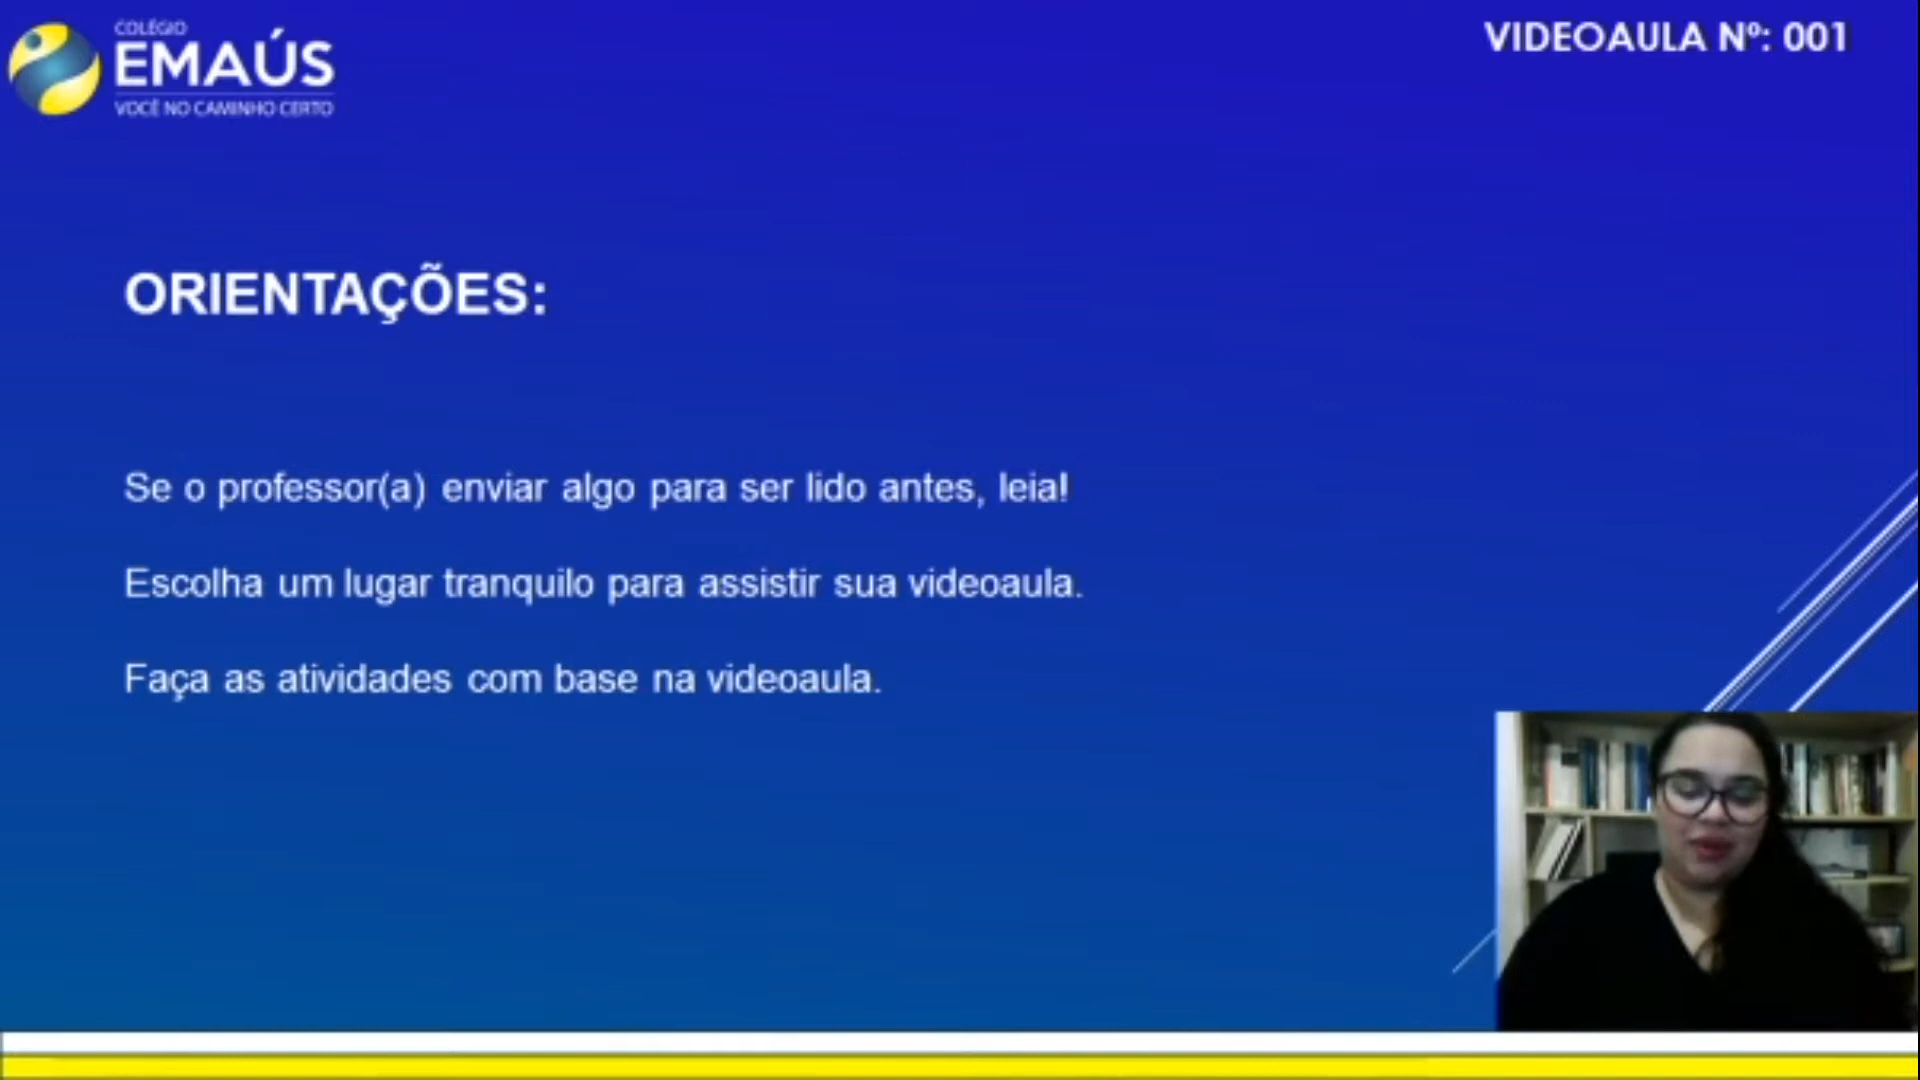 COLÉGIO
EMAÚS
VOCÊ NO CAMINHO CERTO
VIDEOAULA Nº: 001
ORIENTAÇÕES:
Se o professor(a) enviar algo para ser lido antes, leia!
Escolha um lugar tranquilo para assistir sua videoaula.
Faça as atividades com base na videoaula.